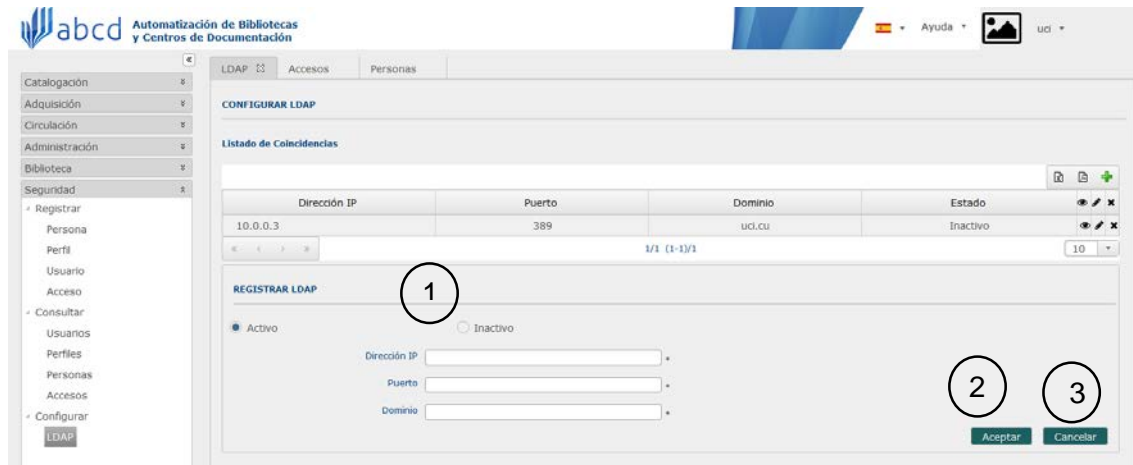 abcd Automatización de Bibliotecas
y Centros de Documentación
Ayuda
uci
LDAP Accesos Personas
Catalogación
Adquisición
Circulación
Administración
Biblioteca
Seguridad
Registrar
Persona
Perfil
Usuario
Acceso
Consultar
Usuarios
Perfiles
Personas
Accesos
Configurar
LDAP
CONFIGURAR LDAP
Listado de Coincidencias
Dirección IP Puerto Dominio Estado
10.0.0.3 389 uci.cu Inactivo
1/1 (1-1)/1 10
REGISTRAR LDAP
1
Activo Inactivo
Dirección IP *
Puerto *
Dominio *
2 3
Aceptar Cancelar